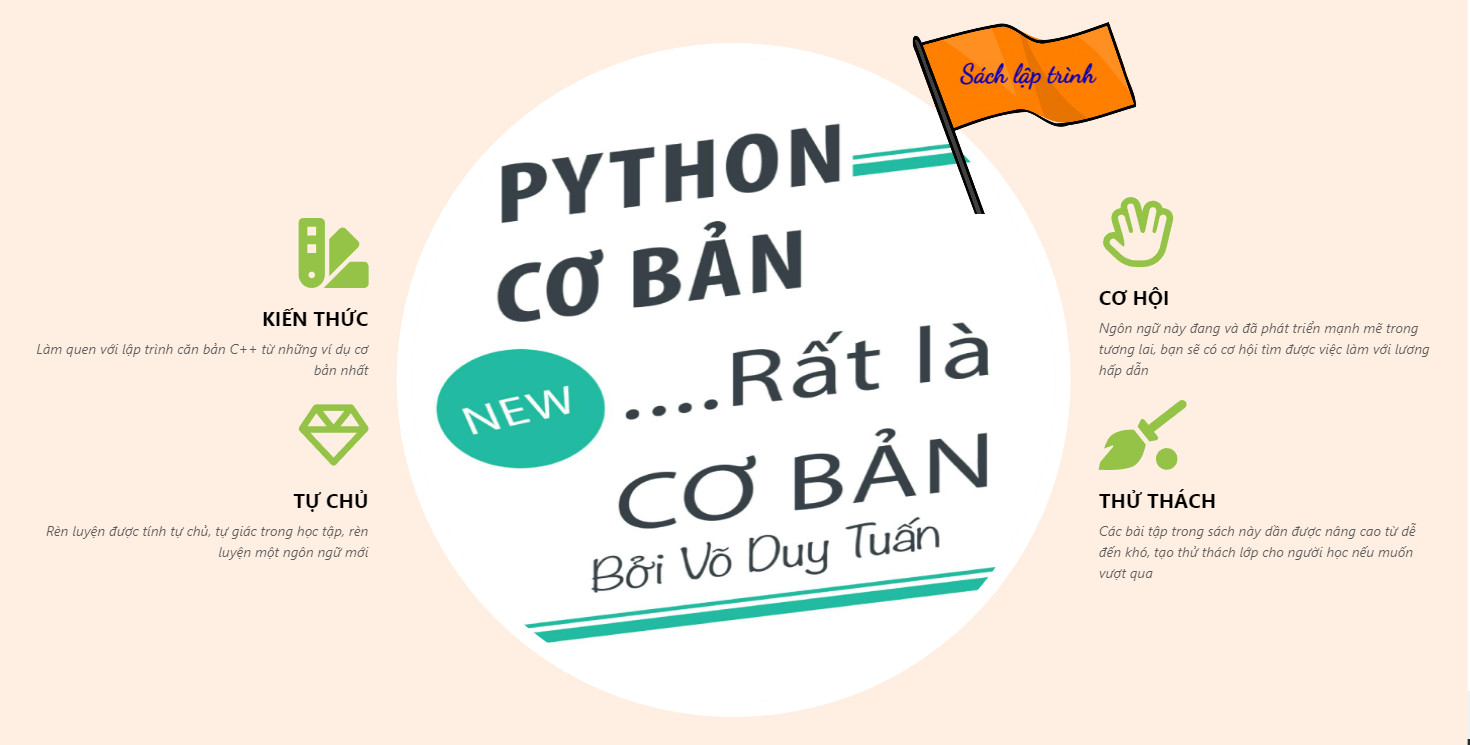 Sách lập trình
PYTHON
CƠ BẢN
NEW
....Rất là
CƠ BẢN
Bởi Võ Duy Tuấn
KIẾN THỨC
Làm quen với lập trình căn bản C++ từ những ví dụ cơ
bản nhất
TỰ CHỦ
Rèn luyện được tính tự chủ, tự giác trong học tập, rèn
luyện một ngôn ngữ mới
CƠ HỘI
Ngôn ngữ này đang và đã phát triển mạnh mẽ trong
tương lai, bạn sẽ có cơ hội tìm được việc làm với lương
hấp dẫn
THỬ THÁCH
Các bài tập trong sách này dần được nâng cao từ dễ
đến khó, tạo thử thách lớp cho người học nếu muốn
vượt qua